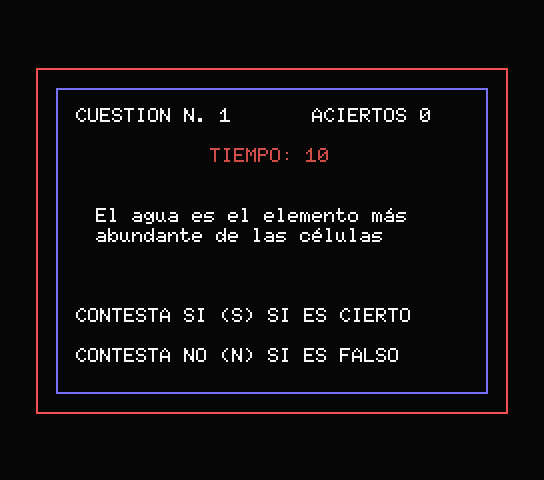 CUESTION N. 1 ACIERTOS 0
TIEMPO: 10
El agua es el elemento más
abundante de las células
CONTESTA SI (S) SI ES CIERTO
CONTESTA NO (N) SI ES FALSO